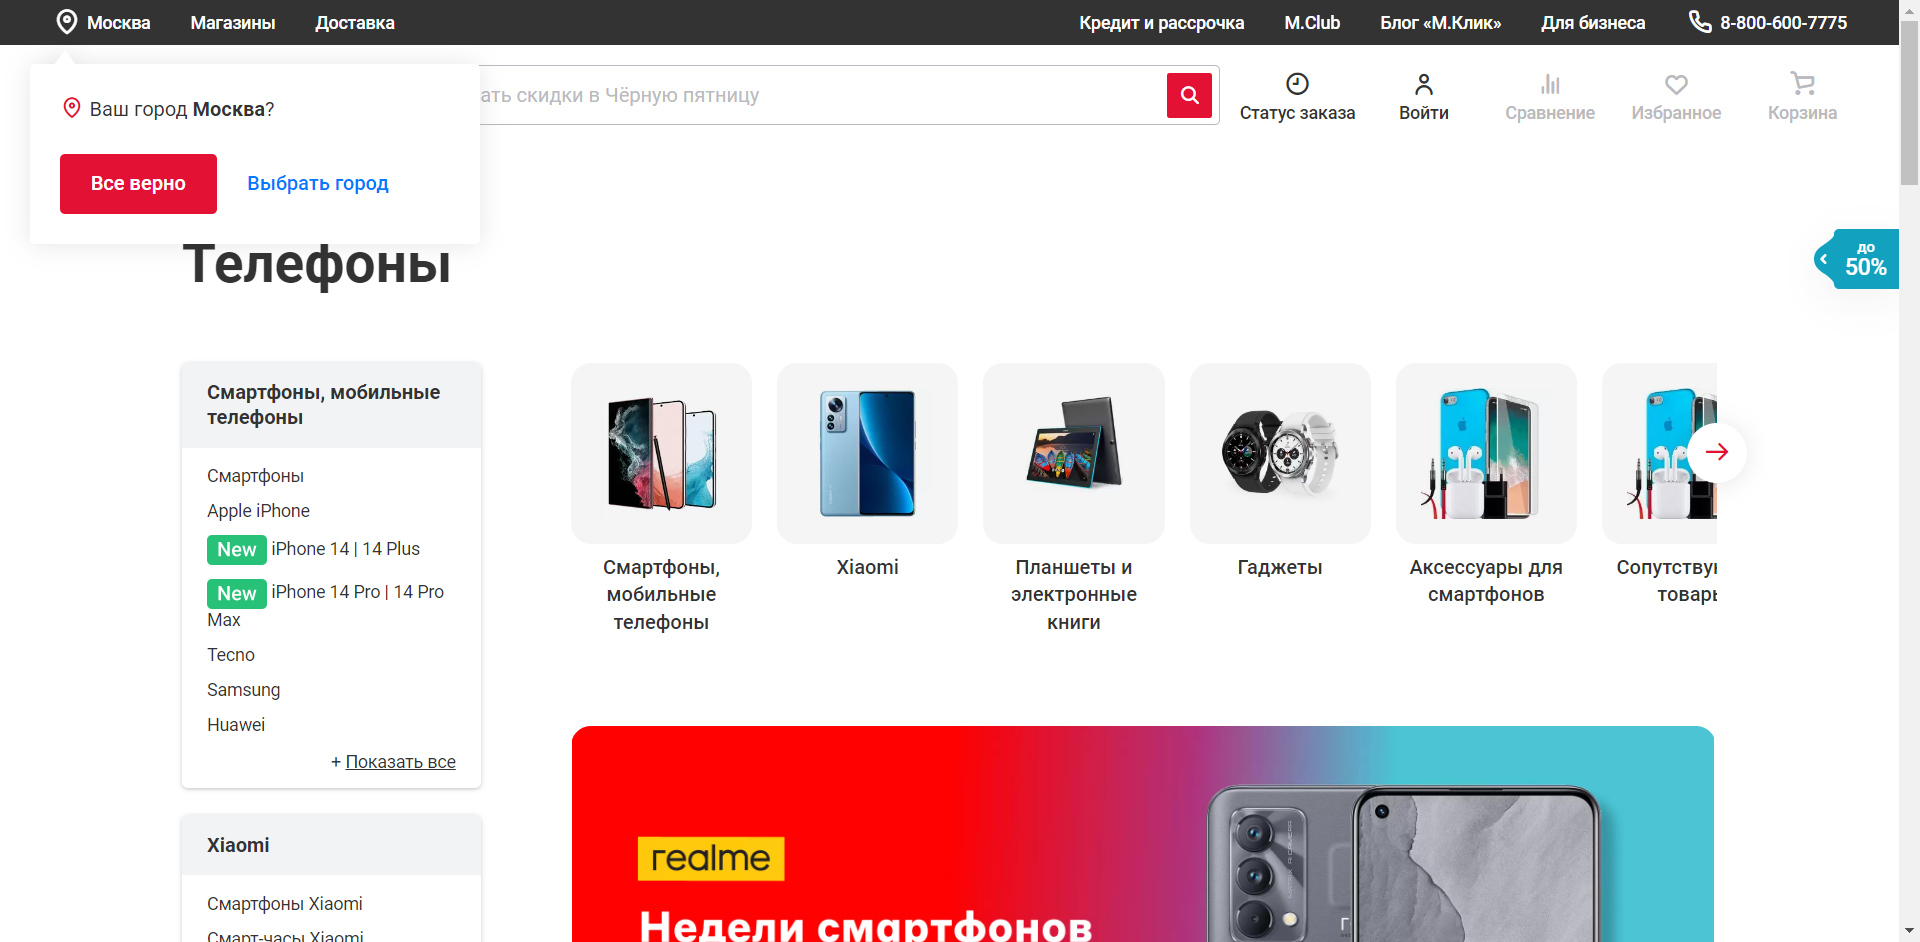 Москва
Магазины
Доставка
Кредит и рассрочка
M.Club
Блог «М.Клик»
Для бизнеса
8-800-600-7775
Ваш город Москва?
Все верно
Выбрать город
ать скидки в Чёрную пятницу
Статус заказа
Войти
Сравнение
Избранное
Корзина
до
50%
Телефоны
Смартфоны, мобильные
телефоны
Смартфоны
Apple iPhone
New iPhone 14 | 14 Plus
New iPhone 14 Pro | 14 Pro
Max
Tecno
Samsung
Huawei
+ Показать все
Xiaomi
Смартфоны Xiaomi
Смарт-часы Xiaomi
Смартфоны,
мобильные
телефоны
Xiaomi
Планшеты и
электронные
книги
Гаджеты
Аксессуары для
смартфонов
realme
Недели смартфонов